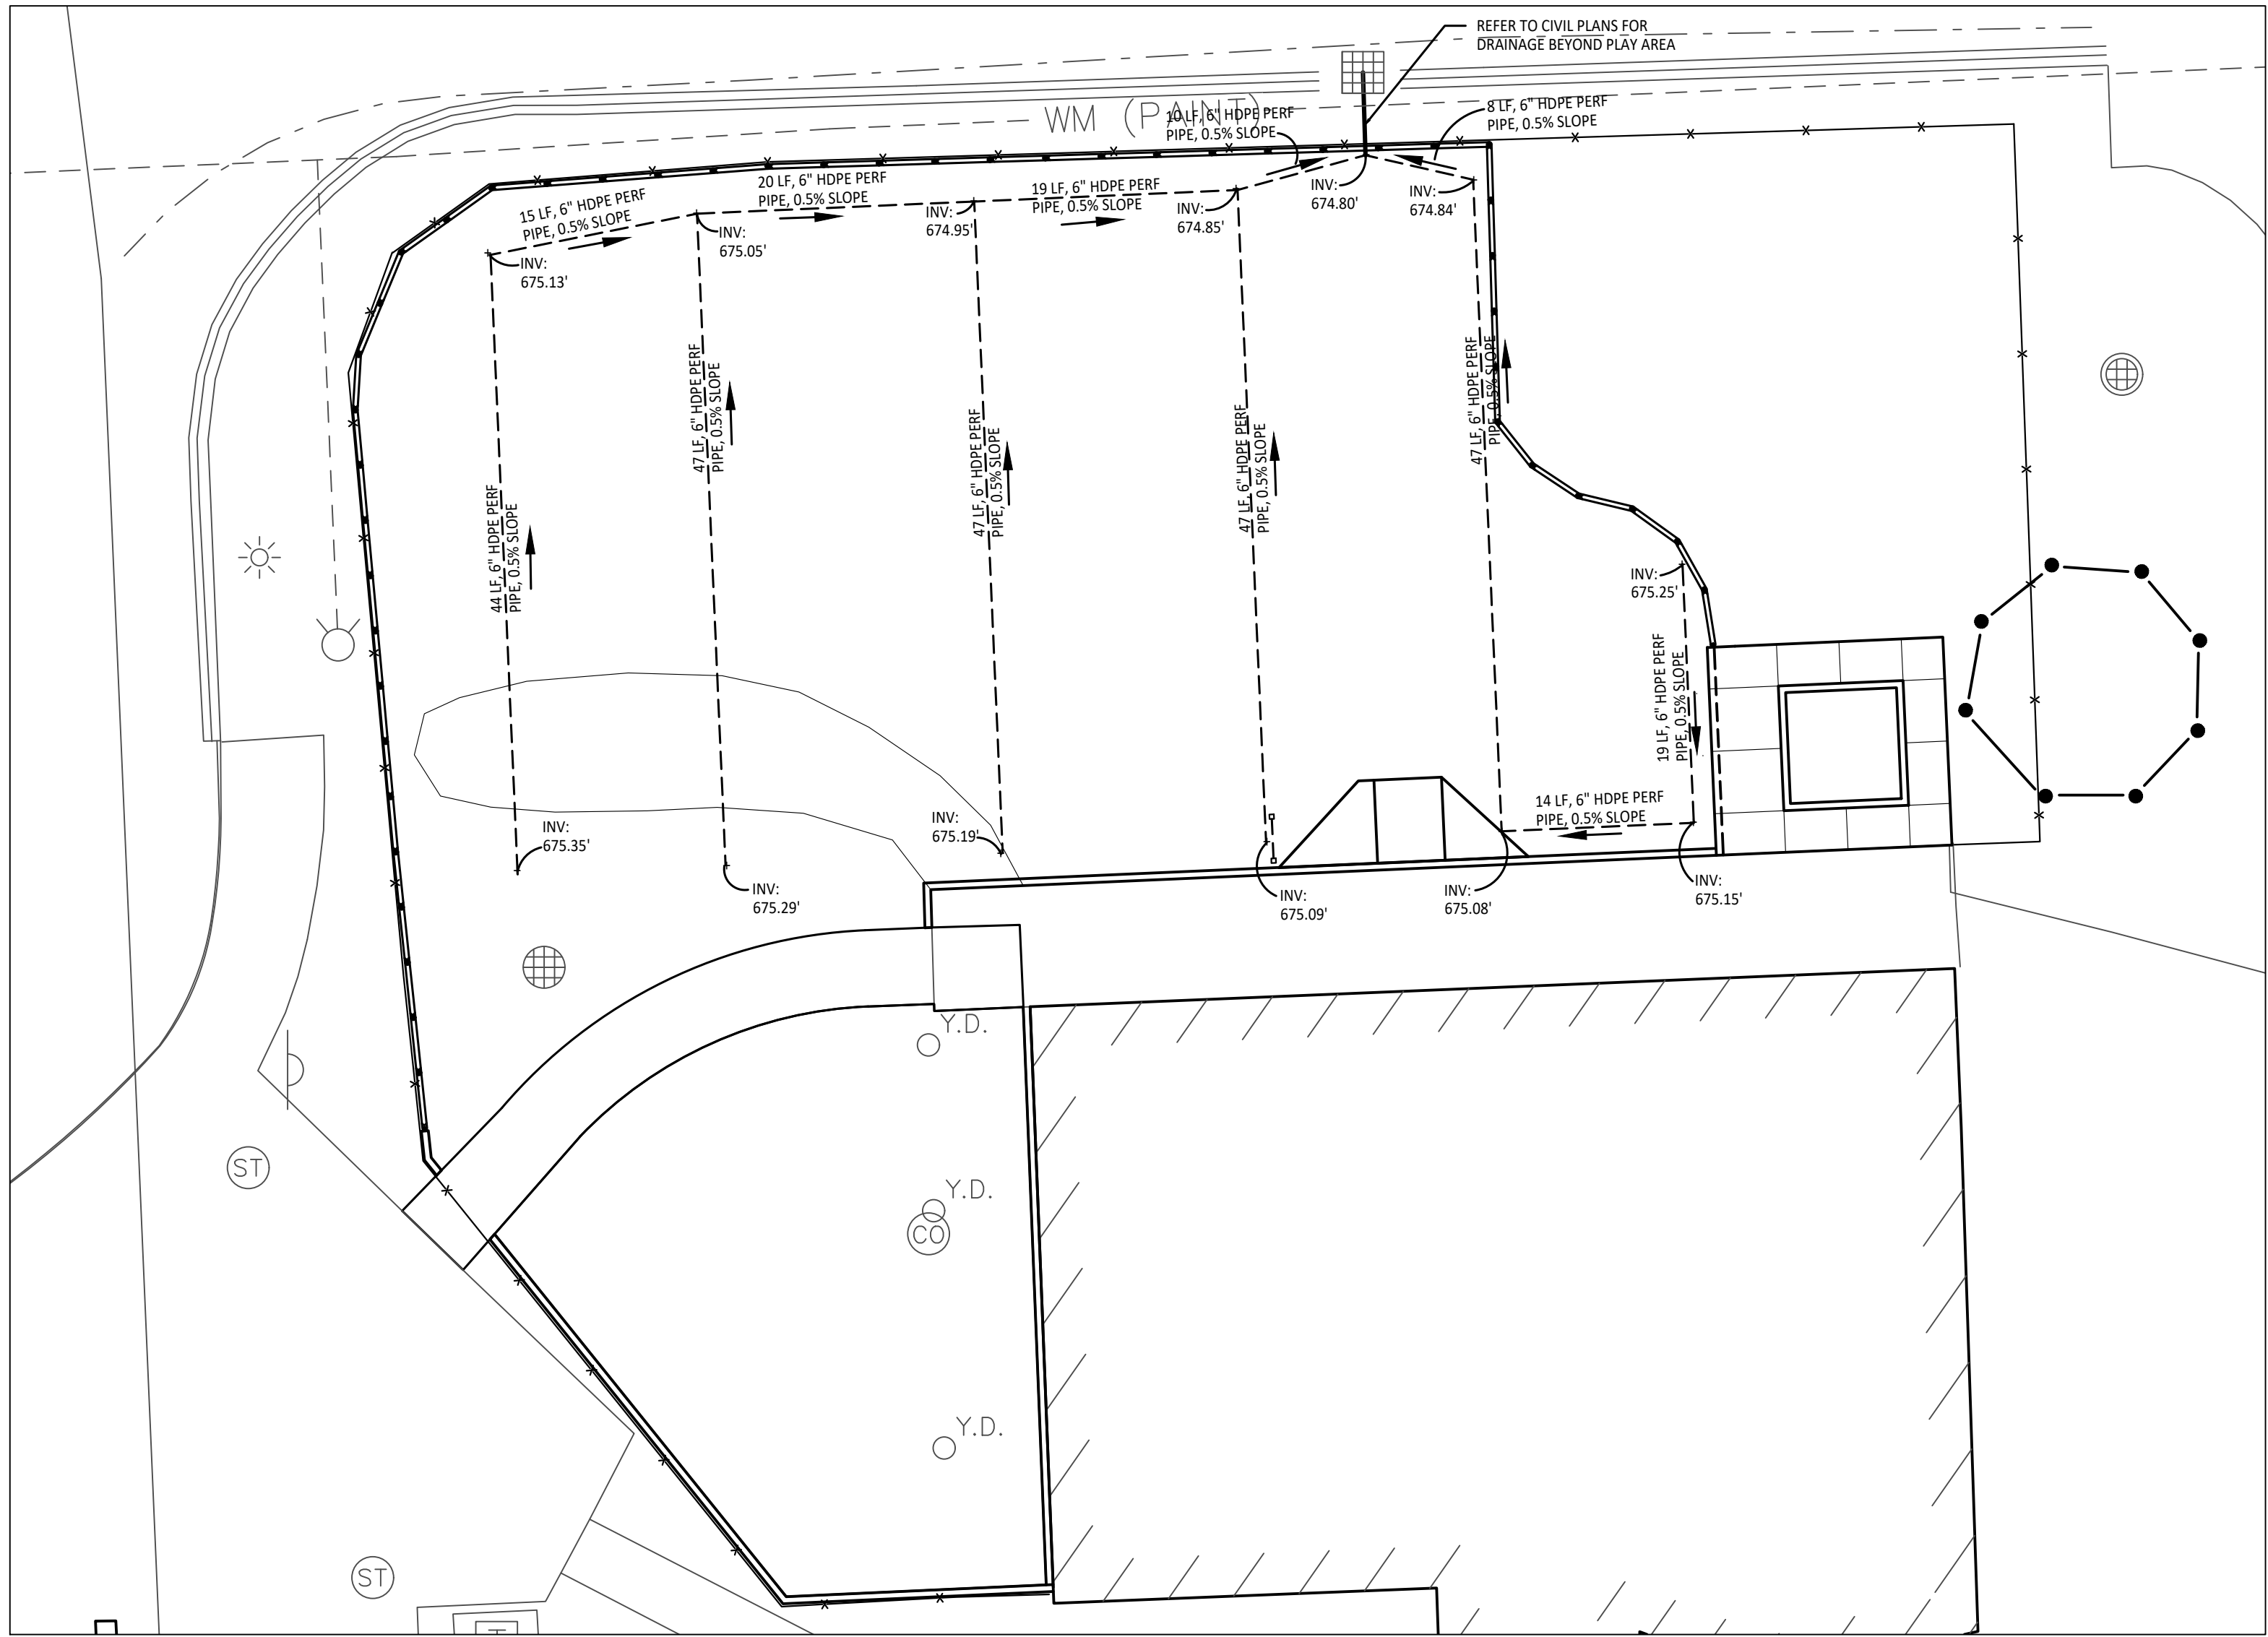 REFER TO CIVIL PLANS FOR
DRAINAGE BEYOND PLAY AREA
WM (PAINT)
10 LF, 6" HDPE PERF
PIPE, 0.5% SLOPE
8 LF, 6" HDPE PERF
PIPE, 0.5% SLOPE
15 LF, 6" HDPE PERF
PIPE, 0.5% SLOPE
20 LF, 6" HDPE PERF
PIPE, 0.5% SLOPE
19 LF, 6" HDPE PERF
PIPE, 0.5% SLOPE
INV:
674.80'
INV:
674.84'
INV:
674.95'
INV:
674.85'
INV:
675.05'
INV:
675.13'
44 LF, 6" HDPE PERF
PIPE, 0.5% SLOPE
47 LF, 6" HDPE PERF
PIPE, 0.5% SLOPE
47 LF, 6" HDPE PERF
PIPE, 0.5% SLOPE
47 LF, 6" HDPE PERF
PIPE, 0.5% SLOPE
47 LF, 6" HDPE PERF
PIPE, 0.5% SLOPE
INV:
675.25'
19 LF, 6" HDPE PERF
PIPE, 0.5% SLOPE
14 LF, 6" HDPE PERF
PIPE, 0.5% SLOPE
INV:
675.35'
INV:
675.29'
INV:
675.19'
INV:
675.09'
INV:
675.08'
INV:
675.15'
Y.D.
ST
Y.D.
CO
Y.D.
ST
T